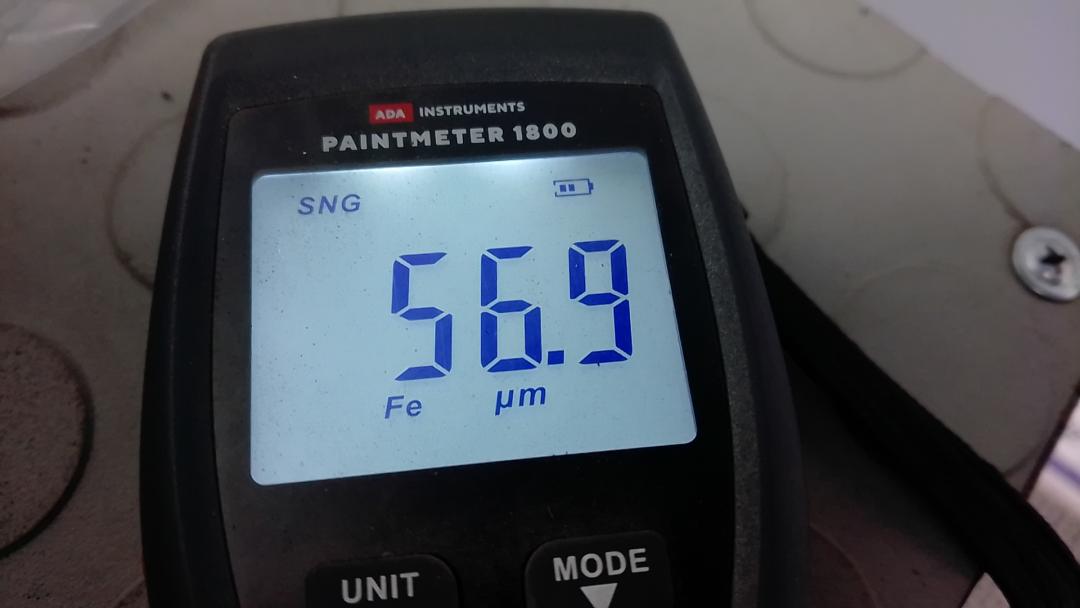 ADA INSTRUMENTS
PAINTMETER 1800
SNG
56.9
Fe μm
UNIT MODE